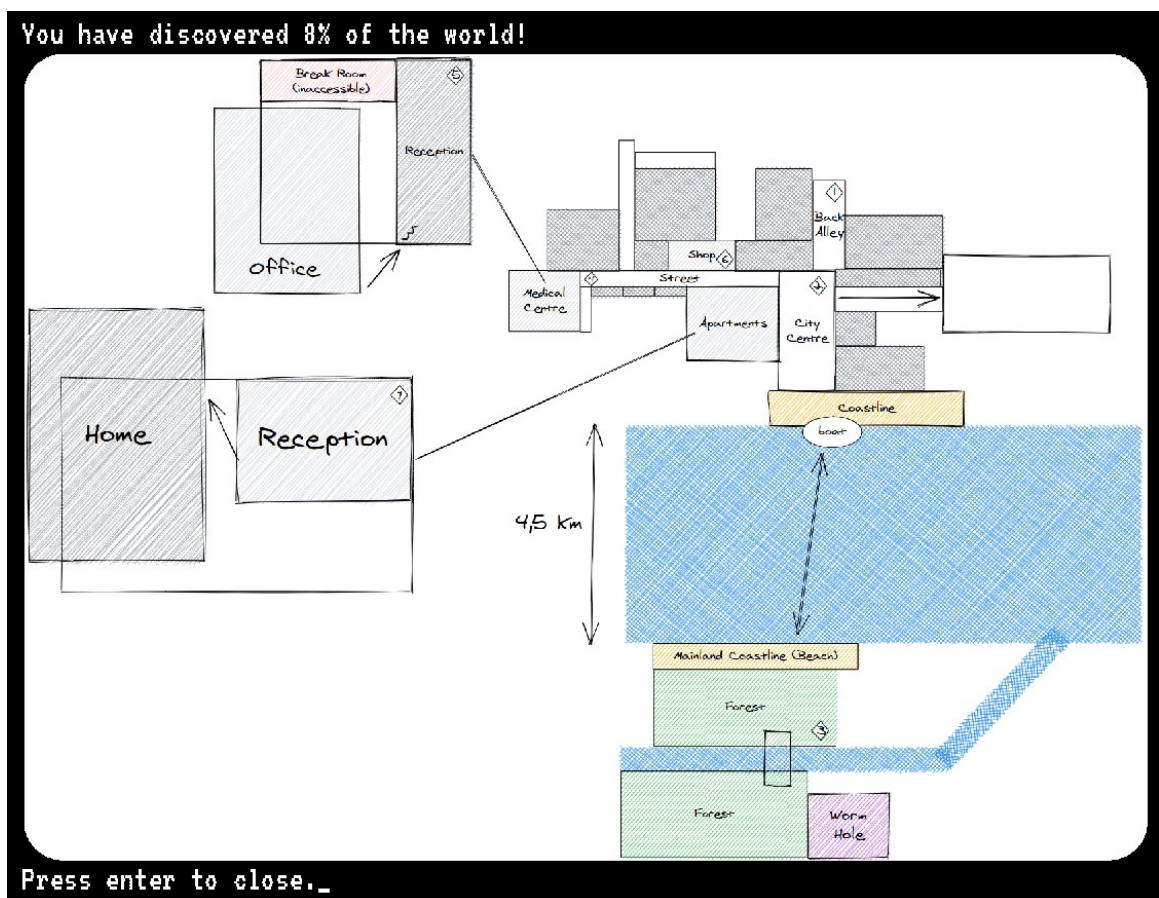 You have discovered 8% of the world!
Break Room
(inaccessible)
5
Reception
Office
1
Back
Alley
Shop
6
Street
Medical
Centre
2
Apartments
City
Centre
Coastline
boat
7
Home
Reception
4,5 km
Mainland Coastline (Beach)
Forest
3
Forest
Worm
Hole
Press enter to close._